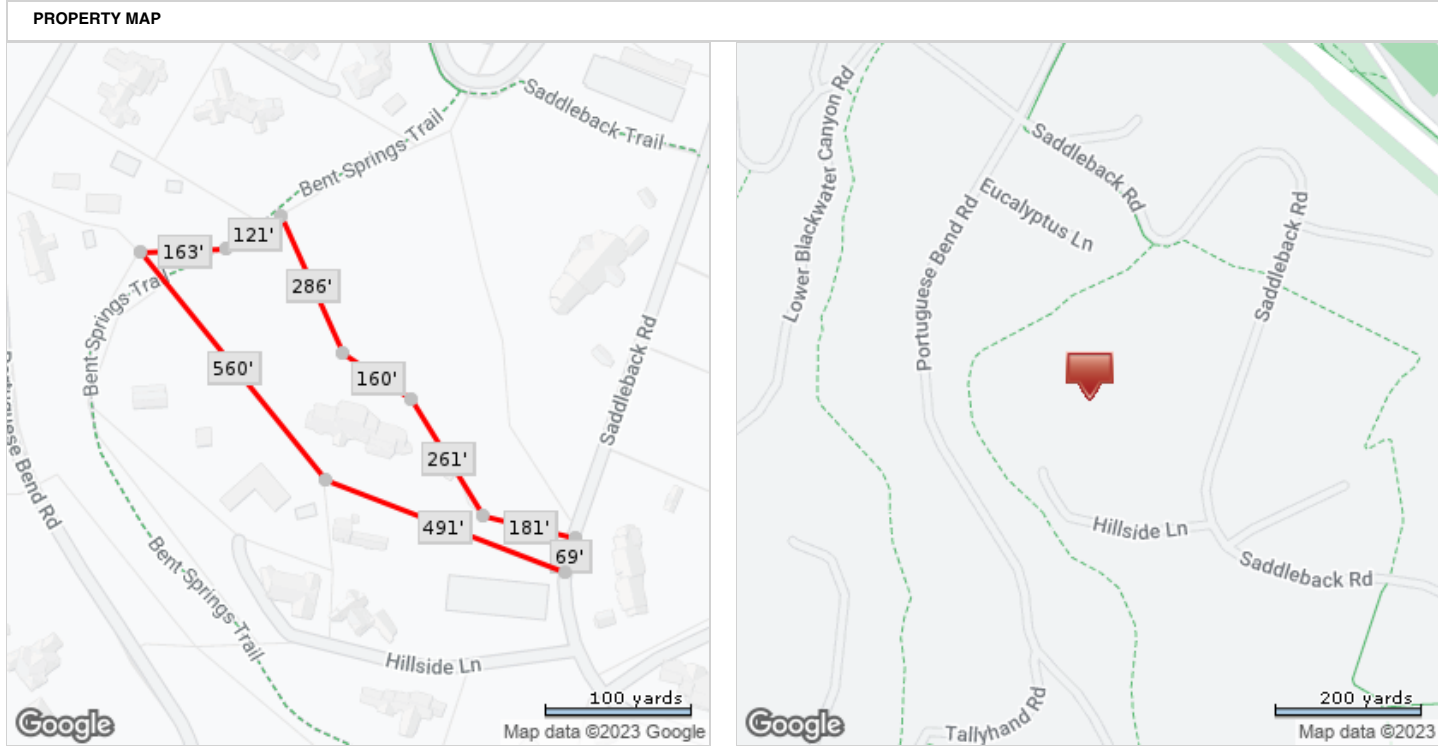 PROPERTY MAP
Saddleback Trail
Bent Springs Trail
121'
163'
286'
Bent Springs Trail
560'
160'
Saddleback Rd
261'
491'
181'
69'
Portuguese Bend Rd
Bent Springs Trail
Hillside Ln
100 yards
Google
Map data ©2023 Google
Lower Blackwater Canyon Rd
Saddleback Rd
Eucalyptus Ln
Portuguese Bend Rd
Saddleback Rd
Hillside Ln
Saddleback Rd
Tallyhand Rd
200 yards
Google
Map data ©2023